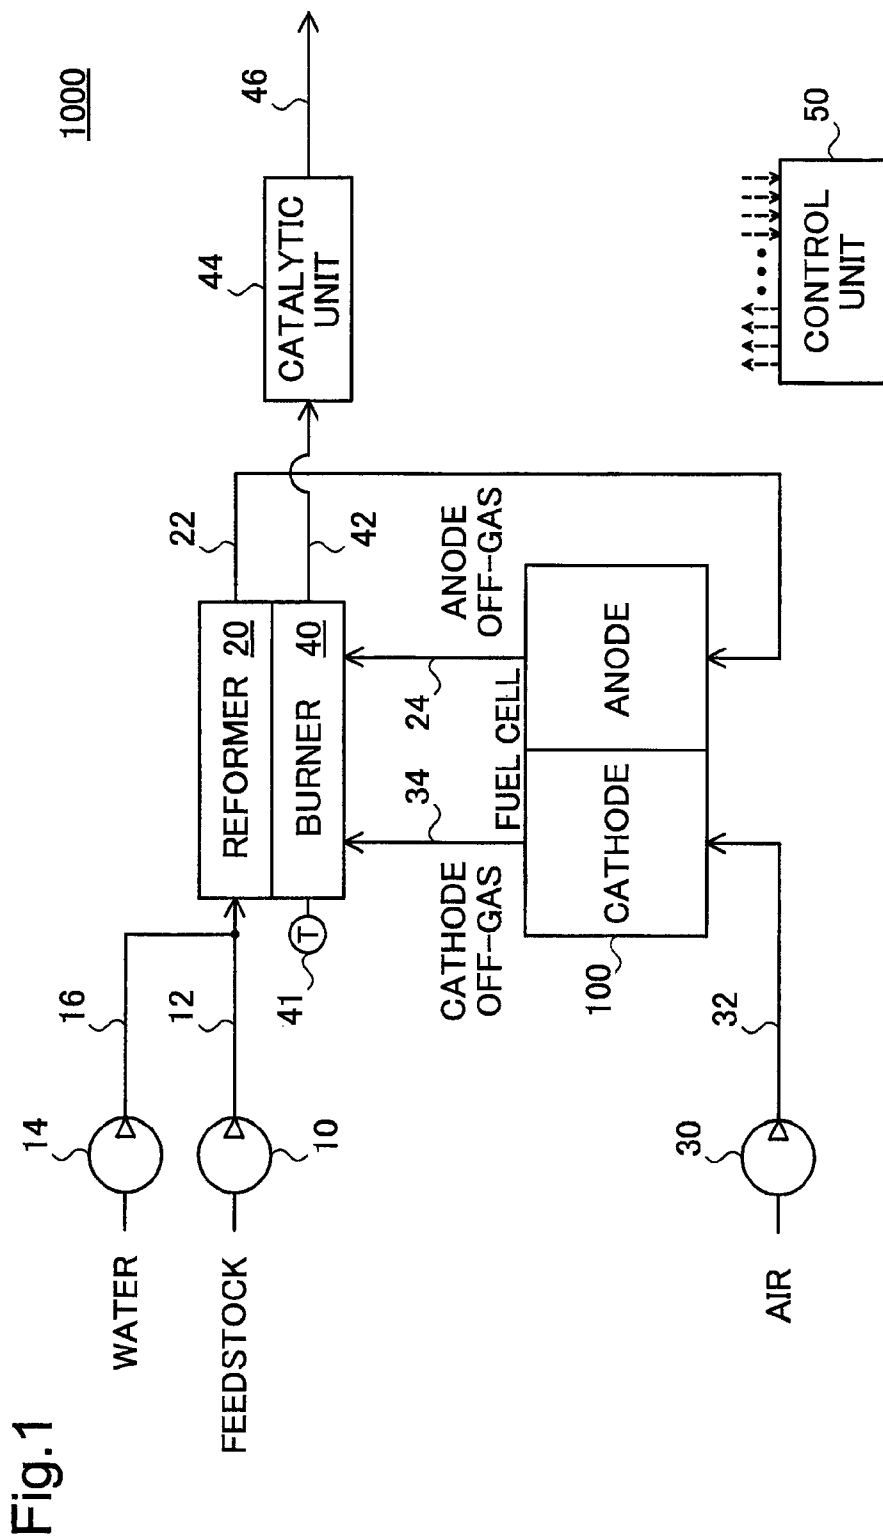 Fig.1
1000
WATER
14
16
FEEDSTOCK
10
12
REFORMER 20
22
BURNER 40
42
41
T
44
CATALYTIC
UNIT
46
CATHODE
OFF-GAS
34
ANODE
OFF-GAS
24
FUEL CELL
CATHODE
ANODE
100
AIR
30
32
CONTROL
UNIT
50